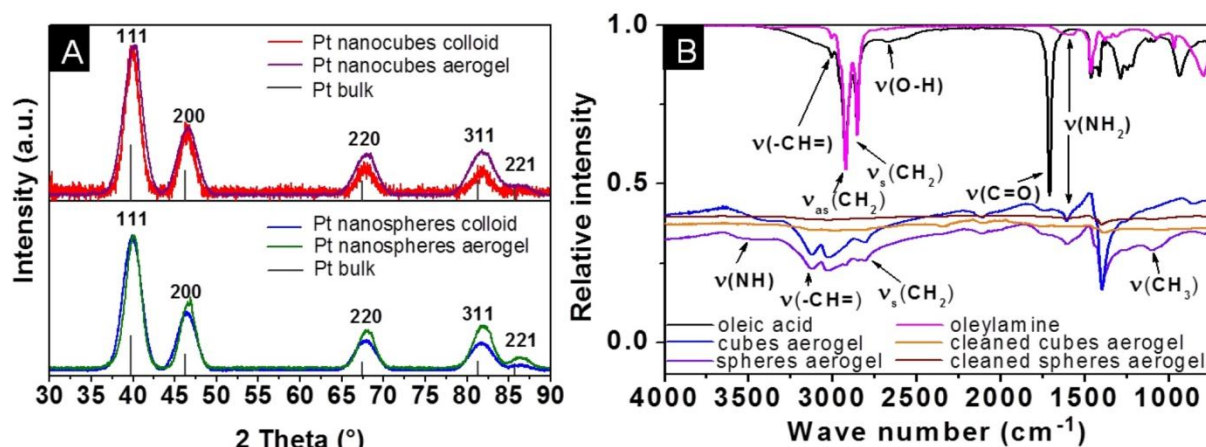 A
111
200
220
311
221
Pt nanocubes colloid
Pt nanocubes aerogel
Pt bulk
111
200
220
311
221
Pt nanospheres colloid
Pt nanospheres aerogel
Pt bulk
Intensity (a.u.)
30 35 40 45 50 55 60 65 70 75 80 85 90
2 Theta (°)
B
1.0
0.5
0.0
Relative intensity
ν(O-H)
ν(-CH=)
ν(NH₂)
νₛ(CH₂)
νₐₛ(CH₂)
ν(C=O)
ν(NH)
ν(-CH=)
νₛ(CH₂)
ν(CH₃)
oleic acid
oleylamine
cubes aerogel
cleaned cubes aerogel
spheres aerogel
cleaned spheres aerogel
4000 3000 2000 1000
Wave number (cm⁻¹)